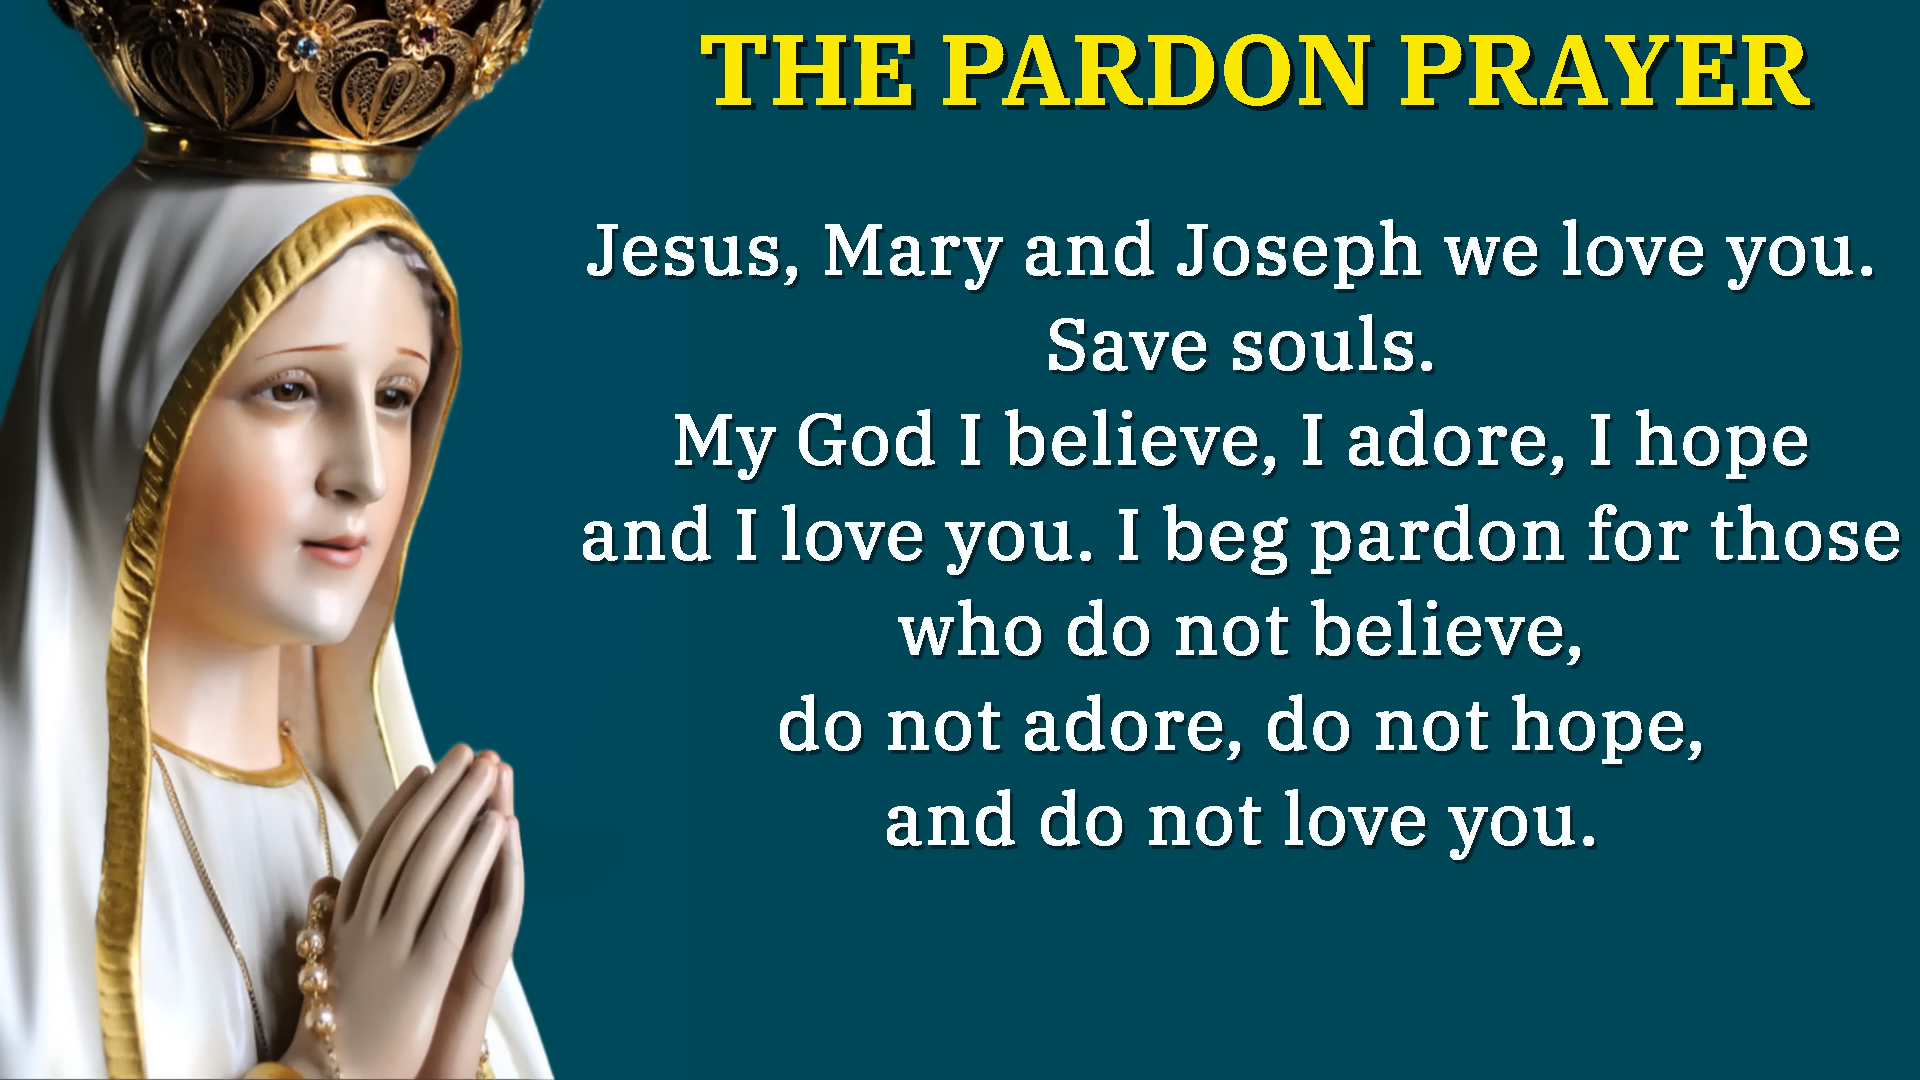 THE PARDON PRAYER
Jesus, Mary and Joseph we love you.
Save souls.
My God I believe, I adore, I hope
and I love you. I beg pardon for those
who do not believe,
do not adore, do not hope,
and do not love you.